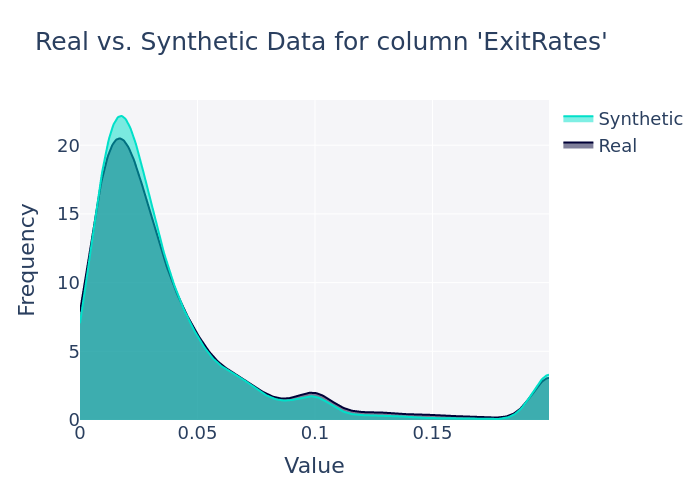 Real vs. Synthetic Data for column 'ExitRates'
Synthetic
Real
20
15
10
5
0
0
0.05
0.1
0.15
Frequency
Value